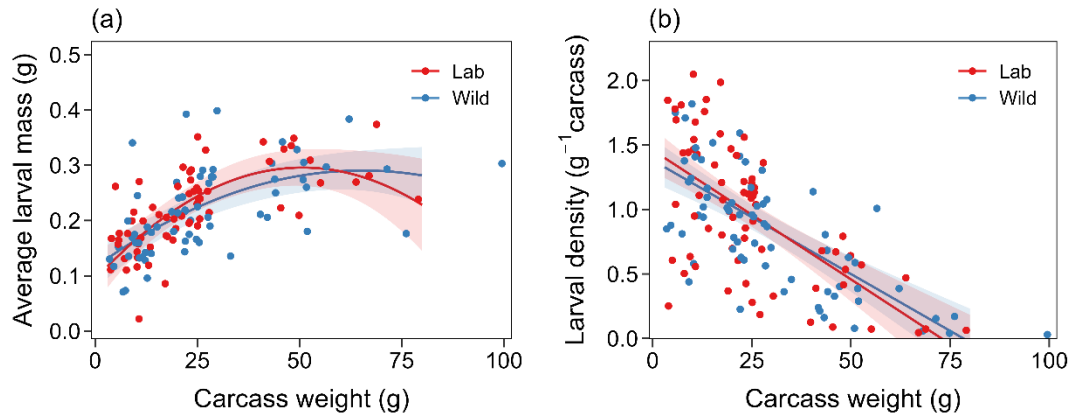 (a)
Average larval mass (g)
0.5
0.4
0.3
0.2
0.1
0.0
Lab
Wild
0
25
50
75
100
Carcass weight (g)
(b)
Larval density (g⁻¹carcass)
2.0
1.5
1.0
0.5
0.0
Lab
Wild
0
25
50
75
100
Carcass weight (g)